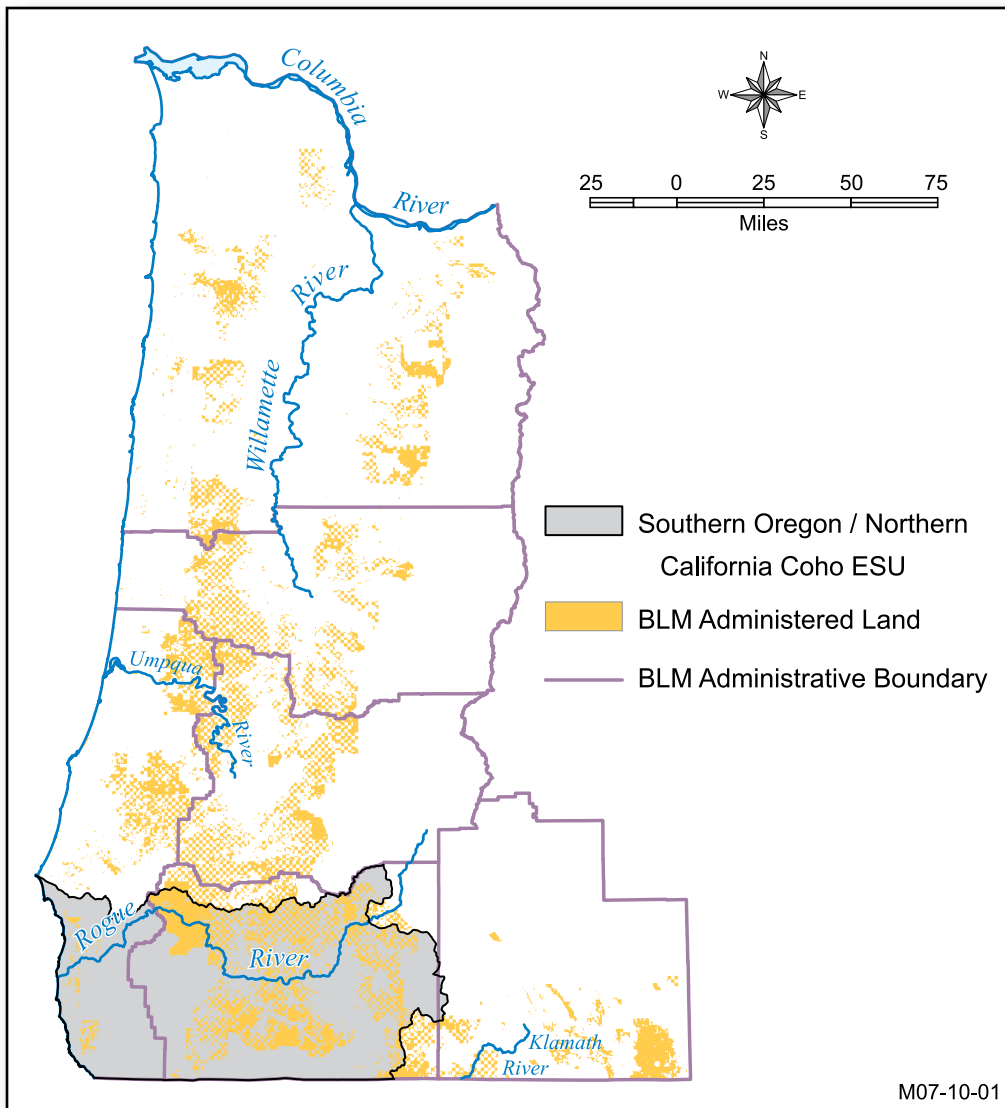 Columbia
River
N
W
E
S
25 0 25 50 75
Miles
River
Willamette
Southern Oregon / Northern
California Coho ESU
BLM Administered Land
BLM Administrative Boundary
Umpqua
River
Rogue
River
Klamath
River
M07-10-01